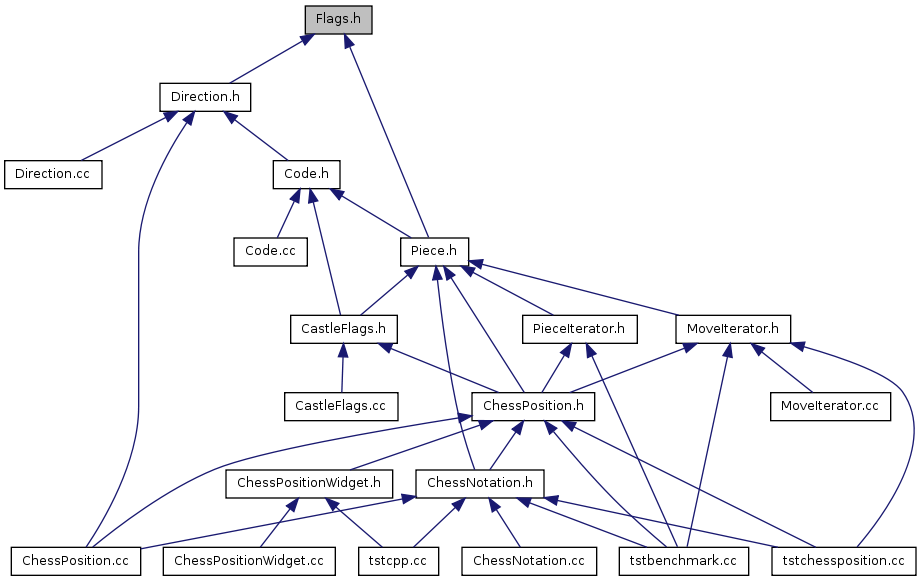 Flags.h
Direction.h
Direction.cc
Code.h
Code.cc
Piece.h
CastleFlags.h
PieceIterator.h
MoveIterator.h
CastleFlags.cc
ChessPosition.h
MoveIterator.cc
ChessPositionWidget.h
ChessNotation.h
ChessPosition.cc
ChessPositionWidget.cc
tstcpp.cc
ChessNotation.cc
tstbenchmark.cc
tstchessposition.cc